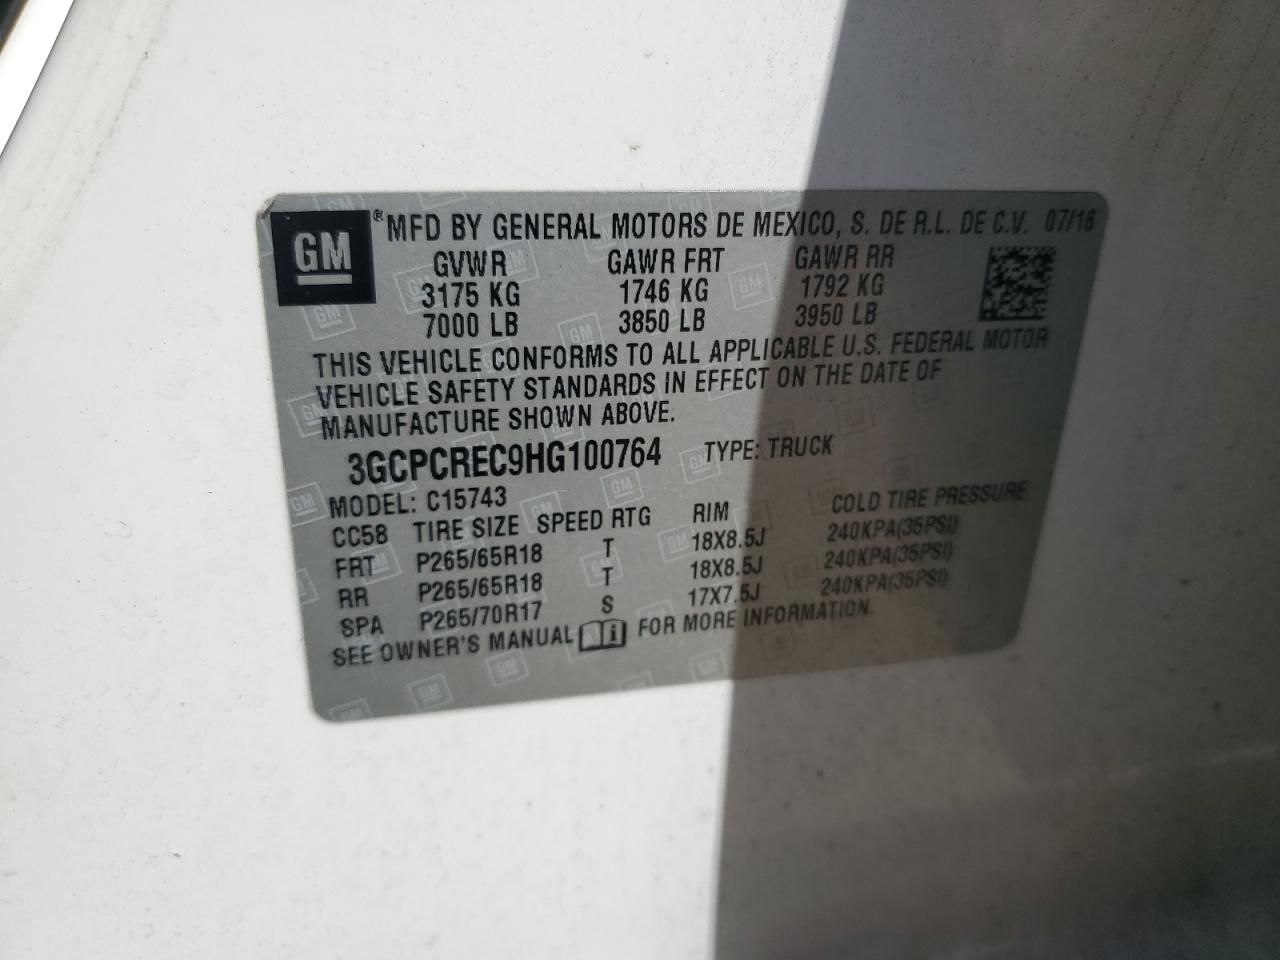 GM ® MFD BY GENERAL MOTORS DE MEXICO, S. DE R.L. DE C.V. 07/16
GVWR GAWR FRT GAWR RR
3175 KG 1746 KG 1792 KG
7000 LB 3850 LB 3950 LB
THIS VEHICLE CONFORMS TO ALL APPLICABLE U.S. FEDERAL MOTOR
VEHICLE SAFETY STANDARDS IN EFFECT ON THE DATE OF
MANUFACTURE SHOWN ABOVE.
3GCPCREC9HG100764 TYPE: TRUCK
MODEL: C15743
CC58 TIRE SIZE SPEED RTG RIM COLD TIRE PRESSURE
FRT P265/65R18 T 18X8.5J 240KPA(35PSI)
RR P265/65R18 T 18X8.5J 240KPA(35PSI)
SPA P265/70R17 S 17X7.5J 240KPA(35PSI)
SEE OWNER'S MANUAL FOR MORE INFORMATION.